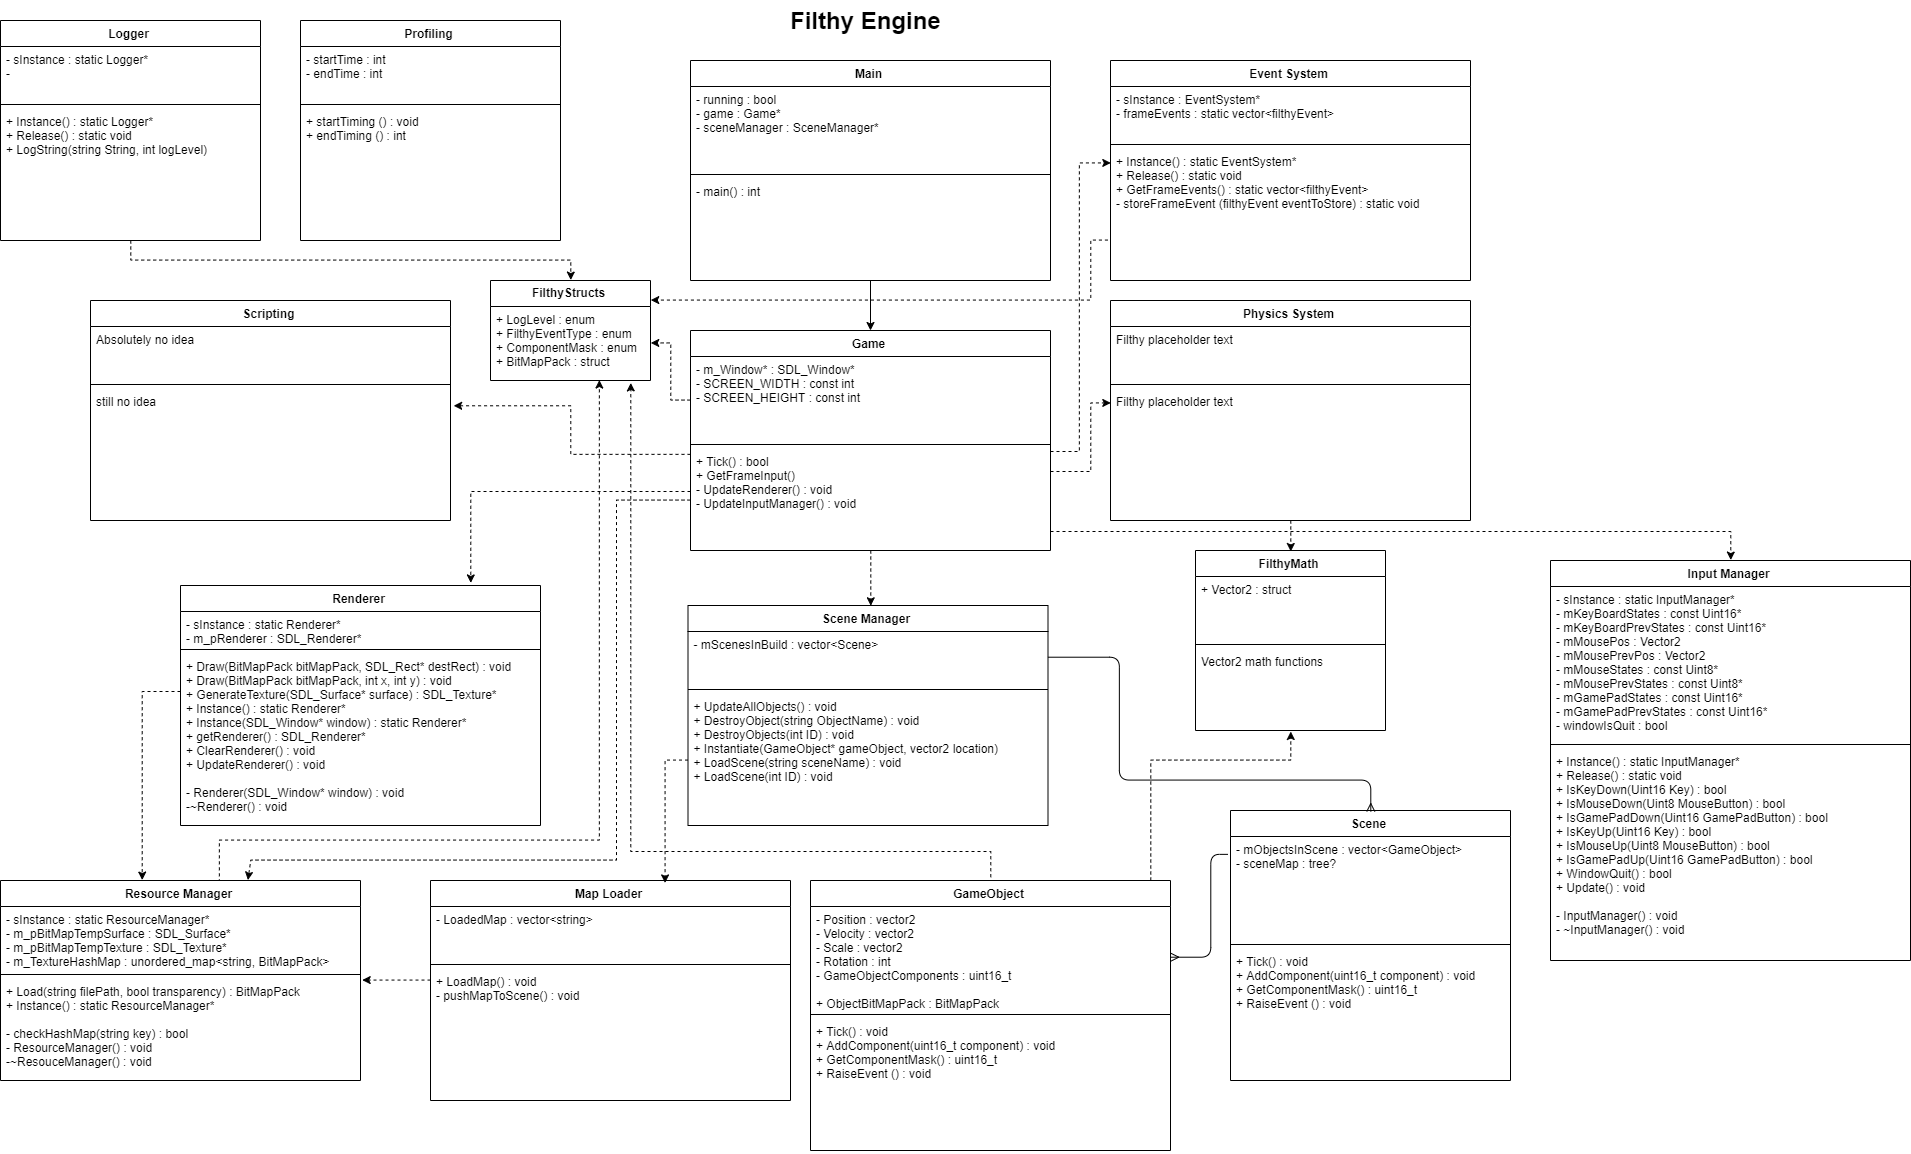 Filthy Engine
Logger
- sInstance : static Logger*
-
+ Instance() : static Logger*
+ Release() : static void
+ LogString(string String, int logLevel)
Profiling
- startTime : int
- endTime : int
+ startTiming () : void
+ endTiming () : int
Main
- running : bool
- game : Game*
- sceneManager : SceneManager*
- main() : int
Event System
- sInstance : EventSystem*
- frameEvents : static vector<filthyEvent>
+ Instance() : static EventSystem*
+ Release() : static void
+ GetFrameEvents() : static vector<filthyEvent>
- storeFrameEvent (filthyEvent eventToStore) : static void
FilthyStructs
+ LogLevel : enum
+ FilthyEventType : enum
+ ComponentMask : enum
+ BitMapPack : struct
Scripting
Absolutely no idea
still no idea
Game
- m_Window* : SDL_Window*
- SCREEN_WIDTH : const int
- SCREEN_HEIGHT : const int
+ Tick() : bool
+ GetFrameInput()
- UpdateRenderer() : void
- UpdateInputManager() : void
Physics System
Filthy placeholder text
Filthy placeholder text
FilthyMath
+ Vector2 : struct
Vector2 math functions
Input Manager
- sInstance : static InputManager*
- mKeyBoardStates : const Uint16*
- mKeyBoardPrevStates : const Uint16*
- mMousePos : Vector2
- mMousePrevPos : Vector2
- mMouseStates : const Uint8*
- mMousePrevStates : const Uint8*
- mGamePadStates : const Uint16*
- mGamePadPrevStates : const Uint16*
- windowIsQuit : bool
+ Instance() : static InputManager*
+ Release() : static void
+ IsKeyDown(Uint16 Key) : bool
+ IsMouseDown(Uint8 MouseButton) : bool
+ IsGamePadDown(Uint16 GamePadButton) : bool
+ IsKeyUp(Uint16 Key) : bool
+ IsMouseUp(Uint8 MouseButton) : bool
+ IsGamePadUp(Uint16 GamePadButton) : bool
+ WindowQuit() : bool
+ Update() : void
- InputManager() : void
- ~InputManager() : void
Renderer
- sInstance : static Renderer*
- m_pRenderer : SDL_Renderer*
+ Draw(BitMapPack bitMapPack, SDL_Rect* destRect) : void
+ Draw(BitMapPack bitMapPack, int x, int y) : void
+ GenerateTexture(SDL_Surface* surface) : SDL_Texture*
+ Instance() : static Renderer*
+ Instance(SDL_Window* window) : static Renderer*
+ getRenderer() : SDL_Renderer*
+ ClearRenderer() : void
+ UpdateRenderer() : void
- Renderer(SDL_Window* window) : void
-~Renderer() : void
Scene Manager
- mScenesInBuild : vector<Scene>
+ UpdateAllObjects() : void
+ DestroyObject(string ObjectName) : void
+ DestroyObjects(int ID) : void
+ Instantiate(GameObject* gameObject, vector2 location)
+ LoadScene(string sceneName) : void
+ LoadScene(int ID) : void
Scene
- mObjectsInScene : vector<GameObject>
- sceneMap : tree?
+ Tick() : void
+ AddComponent(uint16_t component) : void
+ GetComponentMask() : uint16_t
+ RaiseEvent () : void
Resource Manager
- sInstance : static ResourceManager*
- m_pBitMapTempSurface : SDL_Surface*
- m_pBitMapTempTexture : SDL_Texture*
- m_TextureHashMap : unordered_map<string, BitMapPack>
+ Load(string filePath, bool transparency) : BitMapPack
+ Instance() : static ResourceManager*
- checkHashMap(string key) : bool
- ResourceManager() : void
-~ResouceManager() : void
Map Loader
- LoadedMap : vector<string>
+ LoadMap() : void
- pushMapToScene() : void
GameObject
- Position : vector2
- Velocity : vector2
- Scale : vector2
- Rotation : int
- GameObjectComponents : uint16_t
+ ObjectBitMapPack : BitMapPack
+ Tick() : void
+ AddComponent(uint16_t component) : void
+ GetComponentMask() : uint16_t
+ RaiseEvent () : void